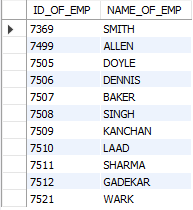 ID_OF_EMP NAME_OF_EMP
7369 SMITH
7499 ALLEN
7505 DOYLE
7506 DENNIS
7507 BAKER
7508 SINGH
7509 KANCHAN
7510 LAAD
7511 SHARMA
7512 GADEKAR
7521 WARK